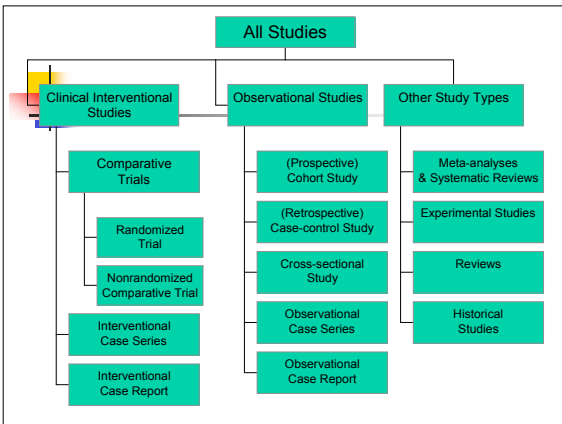 All Studies
Clinical Interventional
Studies
Comparative
Trials
Randomized
Trial
Nonrandomized
Comparative Trial
Interventional
Case Series
Interventional
Case Report
Observational Studies
(Prospective)
Cohort Study
(Retrospective)
Case-control Study
Cross-sectional
Study
Observational
Case Series
Observational
Case Report
Other Study Types
Meta-analyses
& Systematic Reviews
Experimental Studies
Reviews
Historical
Studies